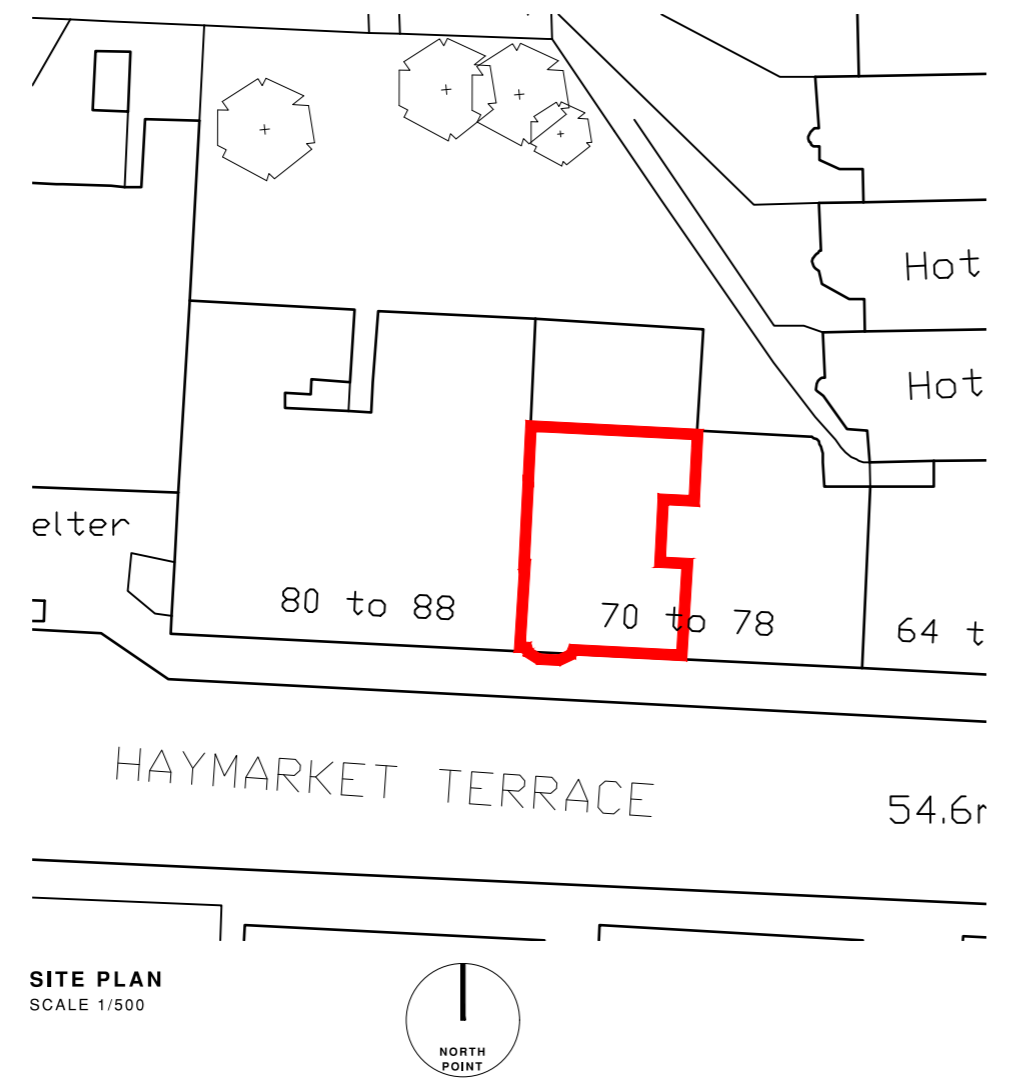 Hot
Hot
elter
80 to 88
70 to 78
64 t
HAYMARKET TERRACE
54.6
SITE PLAN
SCALE 1/500
NORTH
POINT